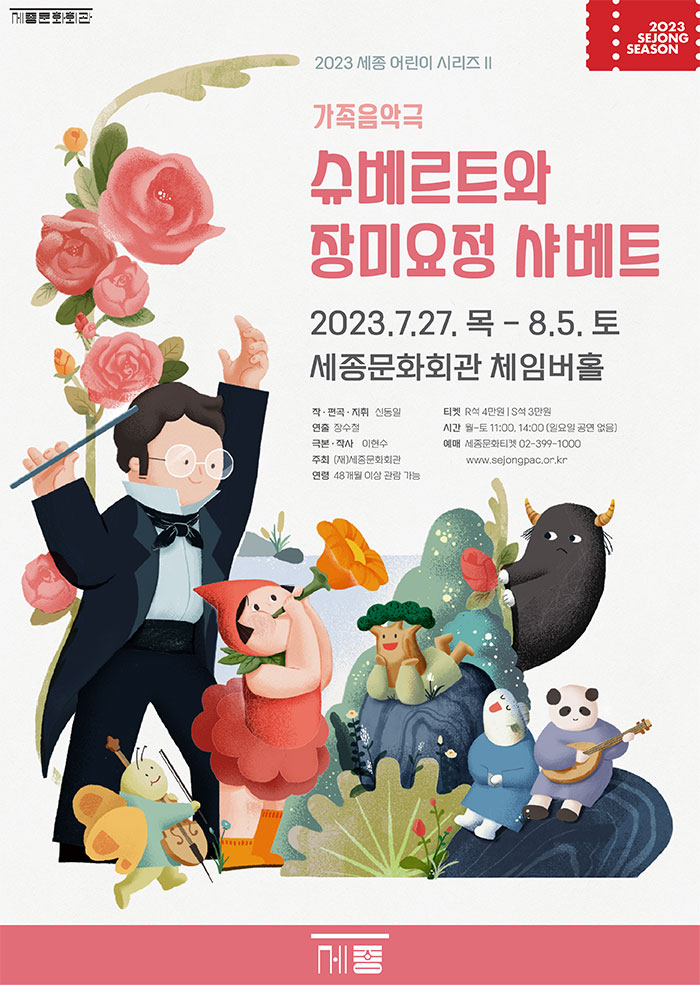 세종문화회관
2023
SEJONG
SEASON
2023 세종 어린이 시리즈 II
가족음악극
슈베르트와
장미요정 샤베트
2023.7.27. 목 – 8.5. 토
세종문화회관 체임버홀
작·편곡·지휘 신동일
연출 장수철
극본·작사 이현수
주최 (재)세종문화회관
연령 48개월 이상 관람 가능
티켓 R석 4만원 | S석 3만원
시간 월–토 11:00, 14:00 (일요일 공연 없음)
예매 세종문화티켓 02-399-1000
www.sejongpac.or.kr
세종